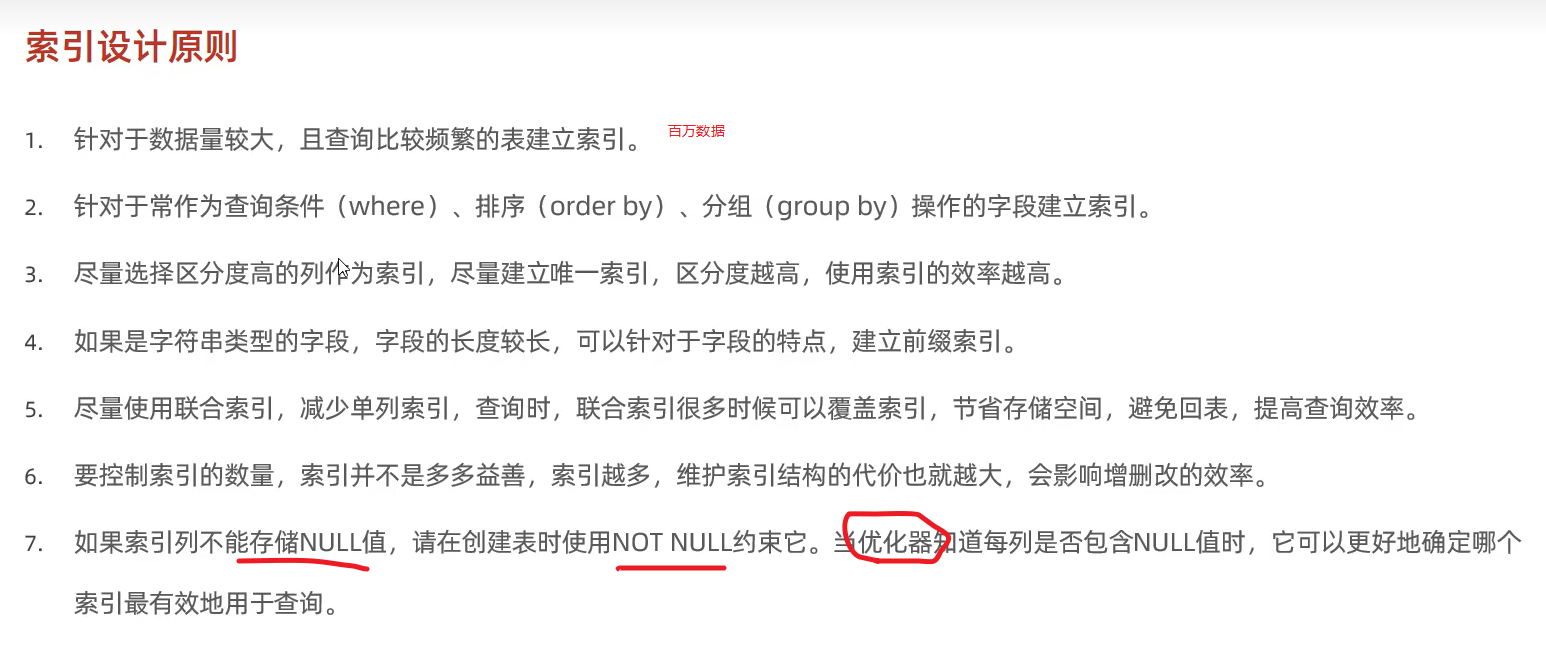 索引设计原则
1. 针对于数据量较大，且查询比较频繁的表建立索引。 百万数据
2. 针对于常作为查询条件（where）、排序（order by）、分组（group by）操作的字段建立索引。
3. 尽量选择区分度高的列作为索引，尽量建立唯一索引，区分度越高，使用索引的效率越高。
4. 如果是字符串类型的字段，字段的长度较长，可以针对于字段的特点，建立前缀索引。
5. 尽量使用联合索引，减少单列索引，查询时，联合索引很多时候可以覆盖索引，节省存储空间，避免回表，提高查询效率。
6. 要控制索引的数量，索引并不是多多益善，索引越多，维护索引结构的代价也就越大，会影响增删改的效率。
7. 如果索引列不能存储NULL值，请在创建表时使用NOT NULL约束它。当优化器知道每列是否包含NULL值时，它可以更好地确定哪个
索引最有效地用于查询。